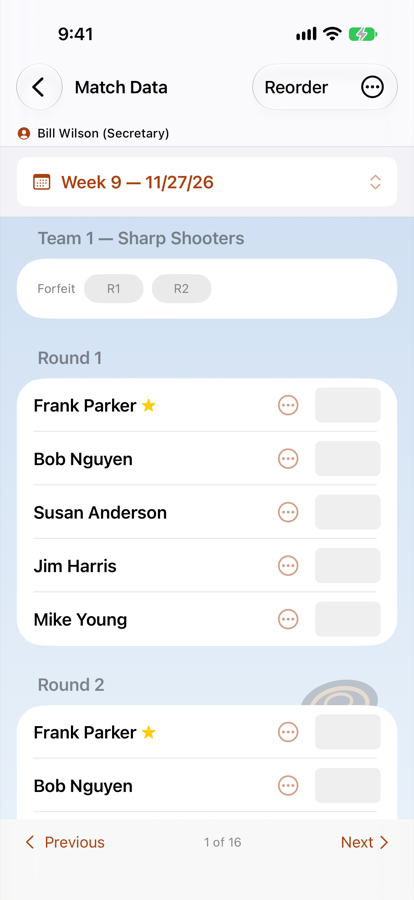 9:41
Match Data
Reorder
Bill Wilson (Secretary)
Week 9 — 11/27/26
Team 1 — Sharp Shooters
Forfeit R1 R2
Round 1
Frank Parker
Bob Nguyen
Susan Anderson
Jim Harris
Mike Young
Round 2
Frank Parker
Bob Nguyen
Previous
1 of 16
Next